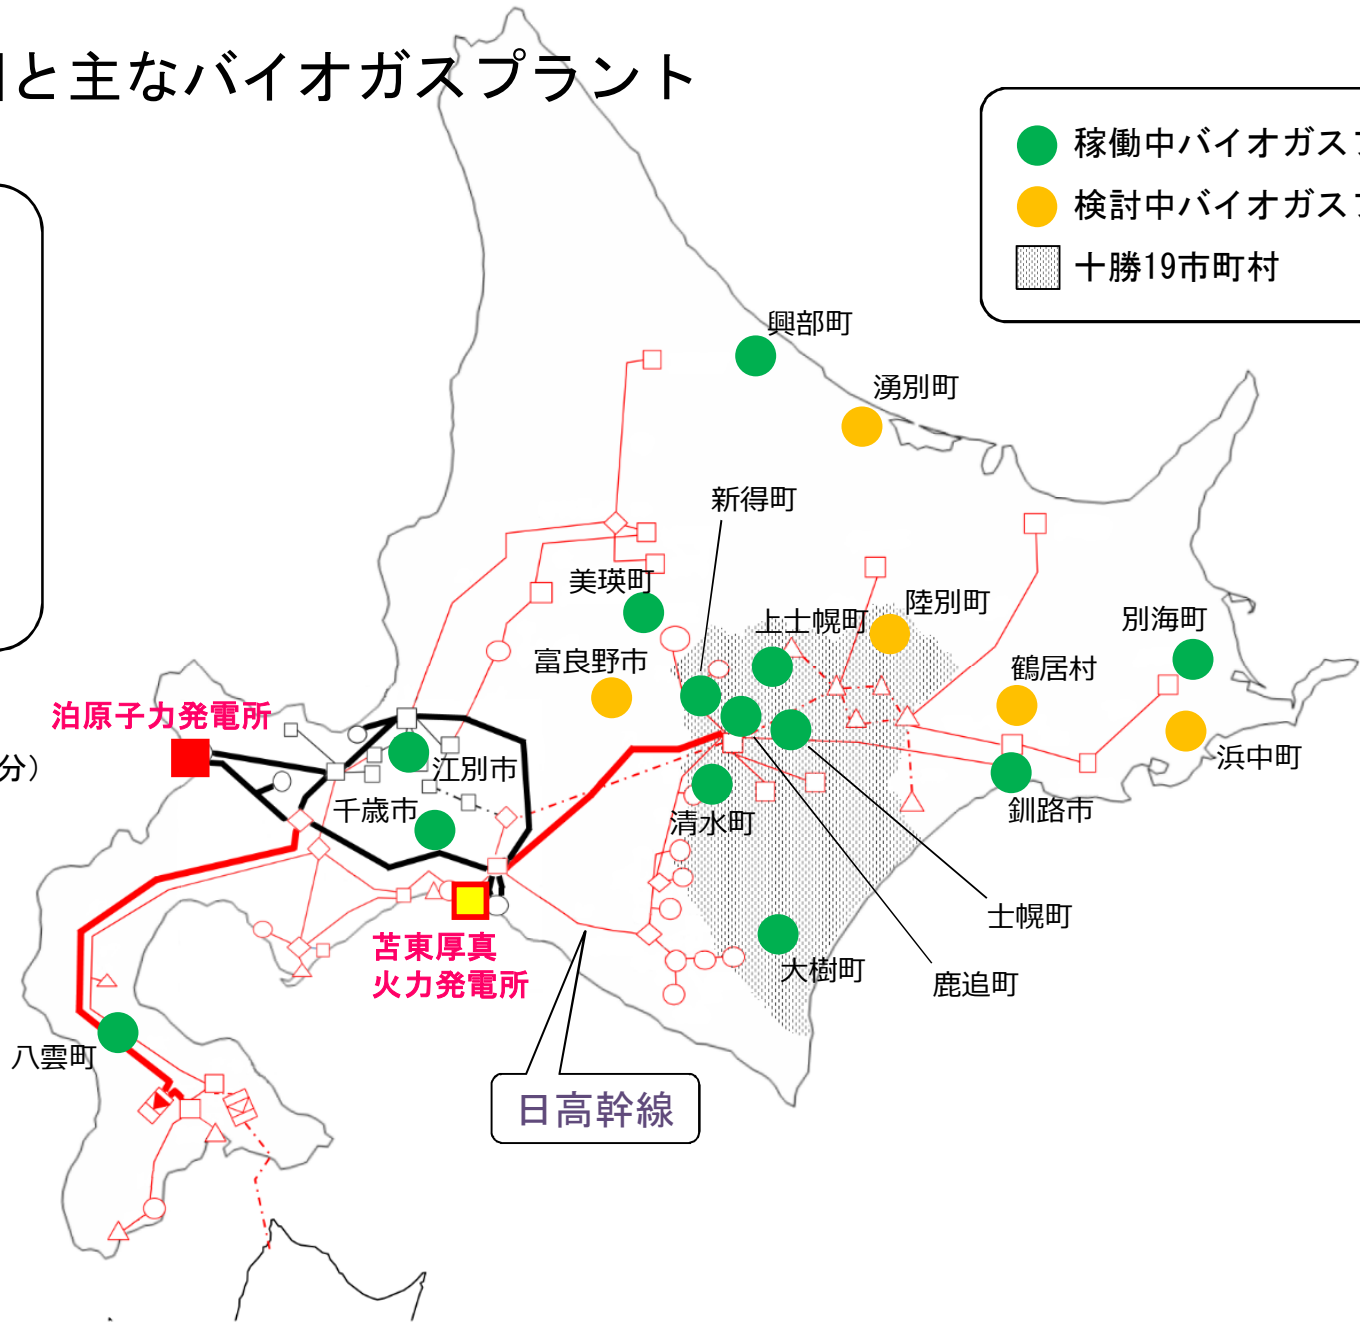 と主なバイオガスプラント
稼働中バイオガス
検討中バイオガス
十勝19市町村
興部町
湧別町
新得町
美瑛町
上士幌町
陸別町
別海町
富良野市
鶴居村
泊原子力発電所
浜中町
分）
江別市
千歳市
清水町
釧路市
士幌町
苫東厚真
火力発電所
大樹町
鹿追町
八雲町
日高幹線